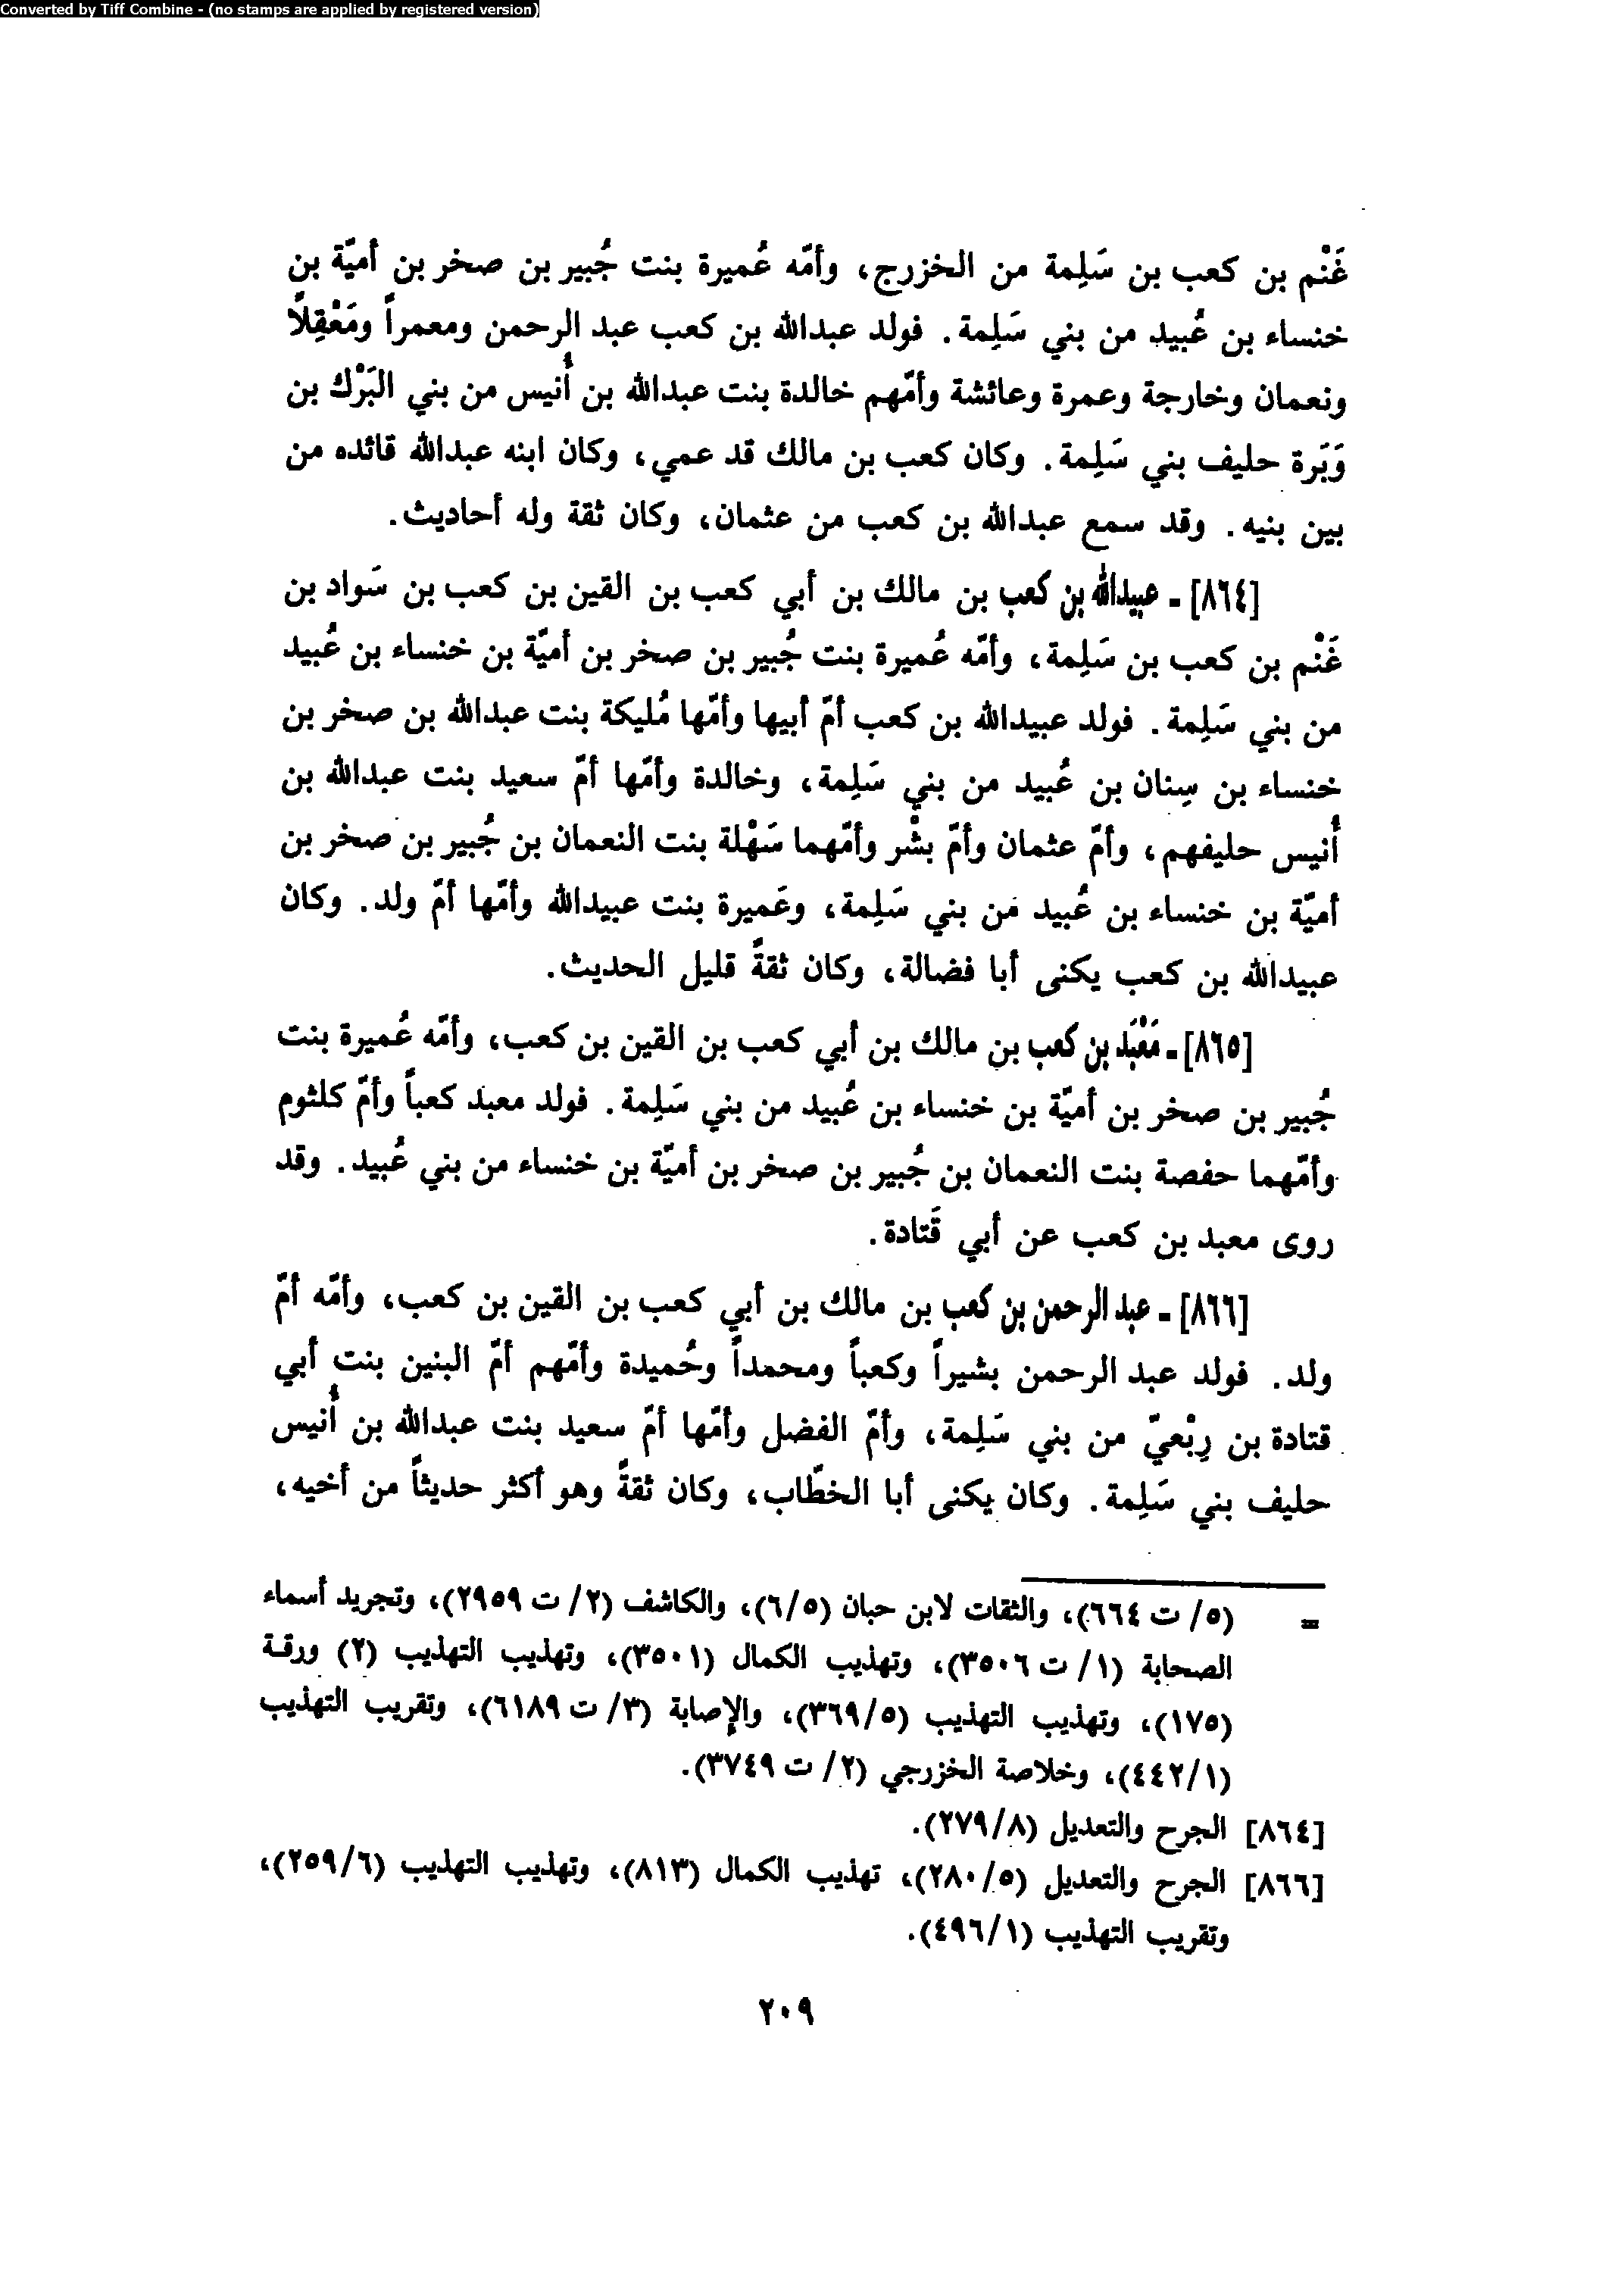 Converted by Tiff Combine - (no stamps are applied by registered version)
غَنْم بن كعب بن سَلِمة من الخزرج، وأمّه عُميرة بنت جُبير بن صخر بن أميّة بن
خنساء بن عُبيد من بني سَلِمة. فولد عبدالله بن كعب عبد الرحمن ومعمراً ومَعْقِلاً
ونعمان وخارجة وعمرة وعائشة وأمّهم خالدة بنت عبدالله بن أُنيس من بني البَرْك بن
وَبَرة حليف بني سَلِمة. وكان كعب بن مالك قد عمي، وكان ابنه عبدالله قائده من
بين بنيه. وقد سمع عبدالله بن كعب من عثمان، وكان ثقة وله أحاديث.
[٨٦٤] - عبيدالله بن كعب بن مالك بن أبي كعب بن القين بن كعب بن سَواد بن
غَنْم بن كعب بن سَلِمة، وأمّه عُميرة بنت جُبير بن صخر بن أميّة بن خنساء بن عُبيد
من بني سَلِمة. فولد عبيدالله بن كعب أمّ أبيها وأمّها مُليكة بنت عبدالله بن صخر بن
خنساء بن سِنان بن عُبيد من بني سَلِمة، وخالدة وأمّها أمّ سعيد بنت عبدالله بن
أُنيس حليفهم، وأمّ عثمان وأمّ بشْر وأمّهما سَهْلة بنت النعمان بن جُبير بن صخر بن
أميّة بن خنساء بن عُبيد من بني سَلِمة، وعَميرة بنت عبيدالله وأمّها أمّ ولد. وكان
عبيدالله بن كعب يكنى أبا فضالة، وكان ثقةً قليل الحديث.
[٨٦٥] - مَعْبَد بن كعب بن مالك بن أبي كعب بن القين بن كعب، وأمّه عُميرة بنت
جُبير بن صخر بن أميّة بن خنساء بن عُبيد من بني سَلِمة. فولد معبد كعباً وأمّ كلثوم
وأمّهما حفصة بنت النعمان بن جُبير بن صخر بن أميّة بن خنساء من بني عُبيد. وقد
روى معبد بن كعب عن أبي قَتادة.
[٨٦٦] - عبد الرحمن بن كعب بن مالك بن أبي كعب بن القين بن كعب، وأمّه أمّ
ولد. فولد عبد الرحمن بشيراً وكعباً ومحمداً وحُميدة وأمّهم أمّ البنين بنت أبي
قتادة بن رِبْعيّ من بني سَلِمة، وأمّ الفضل وأمّها أمّ سعيد بنت عبدالله بن أُنيس
حليف بني سَلِمة. وكان يكنى أبا الخطّاب، وكان ثقةً وهو أكثر حديثاً من أخيه،
= (٥/ ت ٦٦٤)، والثقات لابن حبان (٦/٥)، والكاشف (٢/ ت ٢٩٥٩)، وتجريد أسماء
الصحابة (١/ ت ٣٥٠٦)، وتهذيب الكمال (٣٥٠١)، وتهذيب التهذيب (٢) ورقة
(١٧٥)، وتهذيب التهذيب (٣٦٩/٥)، والإصابة (٣/ ت ٦١٨٩)، وتقريب التهذيب
(٤٤٢/١)، وخلاصة الخزرجي (٢/ ت ٣٧٤٩).
[٨٦٤] الجرح والتعديل (٢٧٩/٨).
[٨٦٦] الجرح والتعديل (٢٨٠/٥)، تهذيب الكمال (٨١٣)، وتهذيب التهذيب (٢٥٩/٦)،
وتقريب التهذيب (٤٩٦/١).
٢٠٩